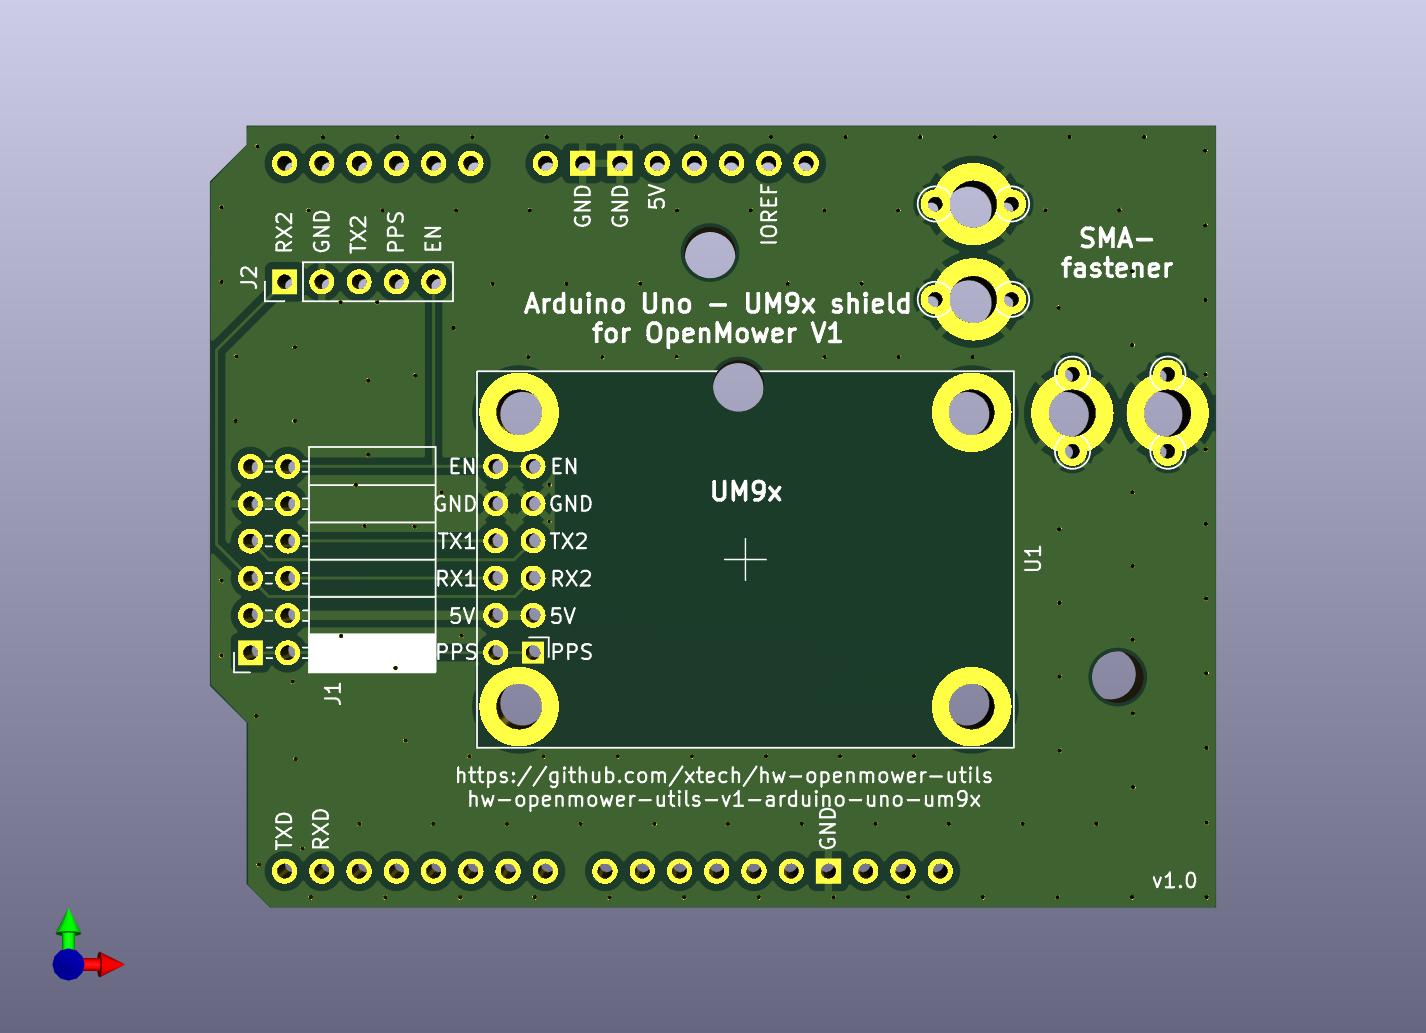 GND
GND
5V
IOREF
RX2
GND
TX2
PPS
EN
J2
SMA-
fastener
Arduino Uno - UM9x shield
for OpenMower V1
EN EN
UM9x
GND GND
TX1 TX2
RX1 RX2
5V 5V
PPS PPS
U1
J1
https://github.com/xtech/hw-openmower-utils
hw-openmower-utils-v1-arduino-uno-um9x
TXD
RXD
GND
v1.0